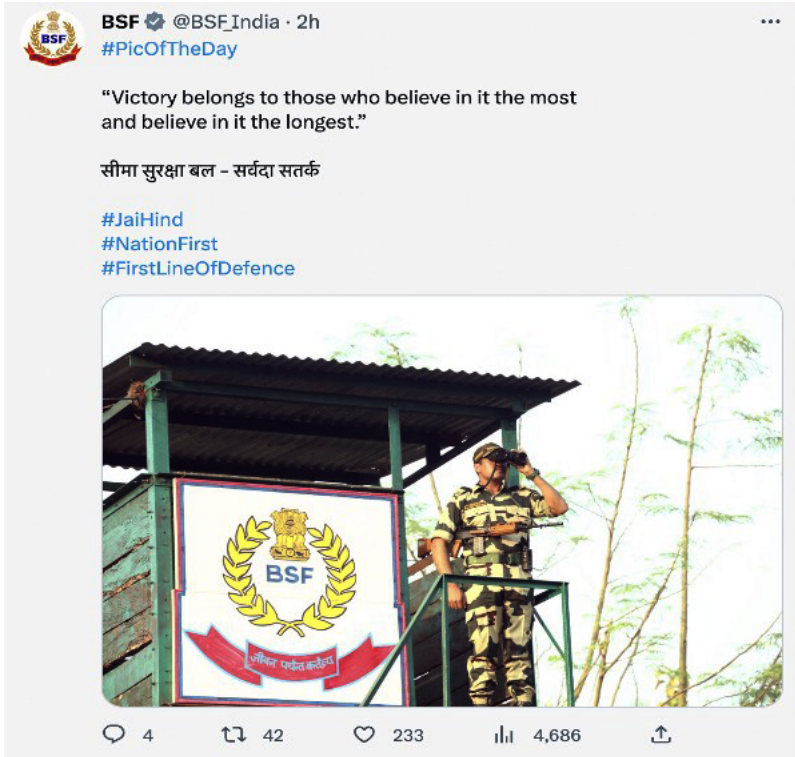 BSF @BSF_India · 2h
#PicOfTheDay
“Victory belongs to those who believe in it the most
and believe in it the longest.”
सीमा सुरक्षा बल – सर्वदा सतर्क
#JaiHind
#NationFirst
#FirstLineOfDefence
BSF
जीवन पर्यन्त कर्तव्य
4 42 233 4,686